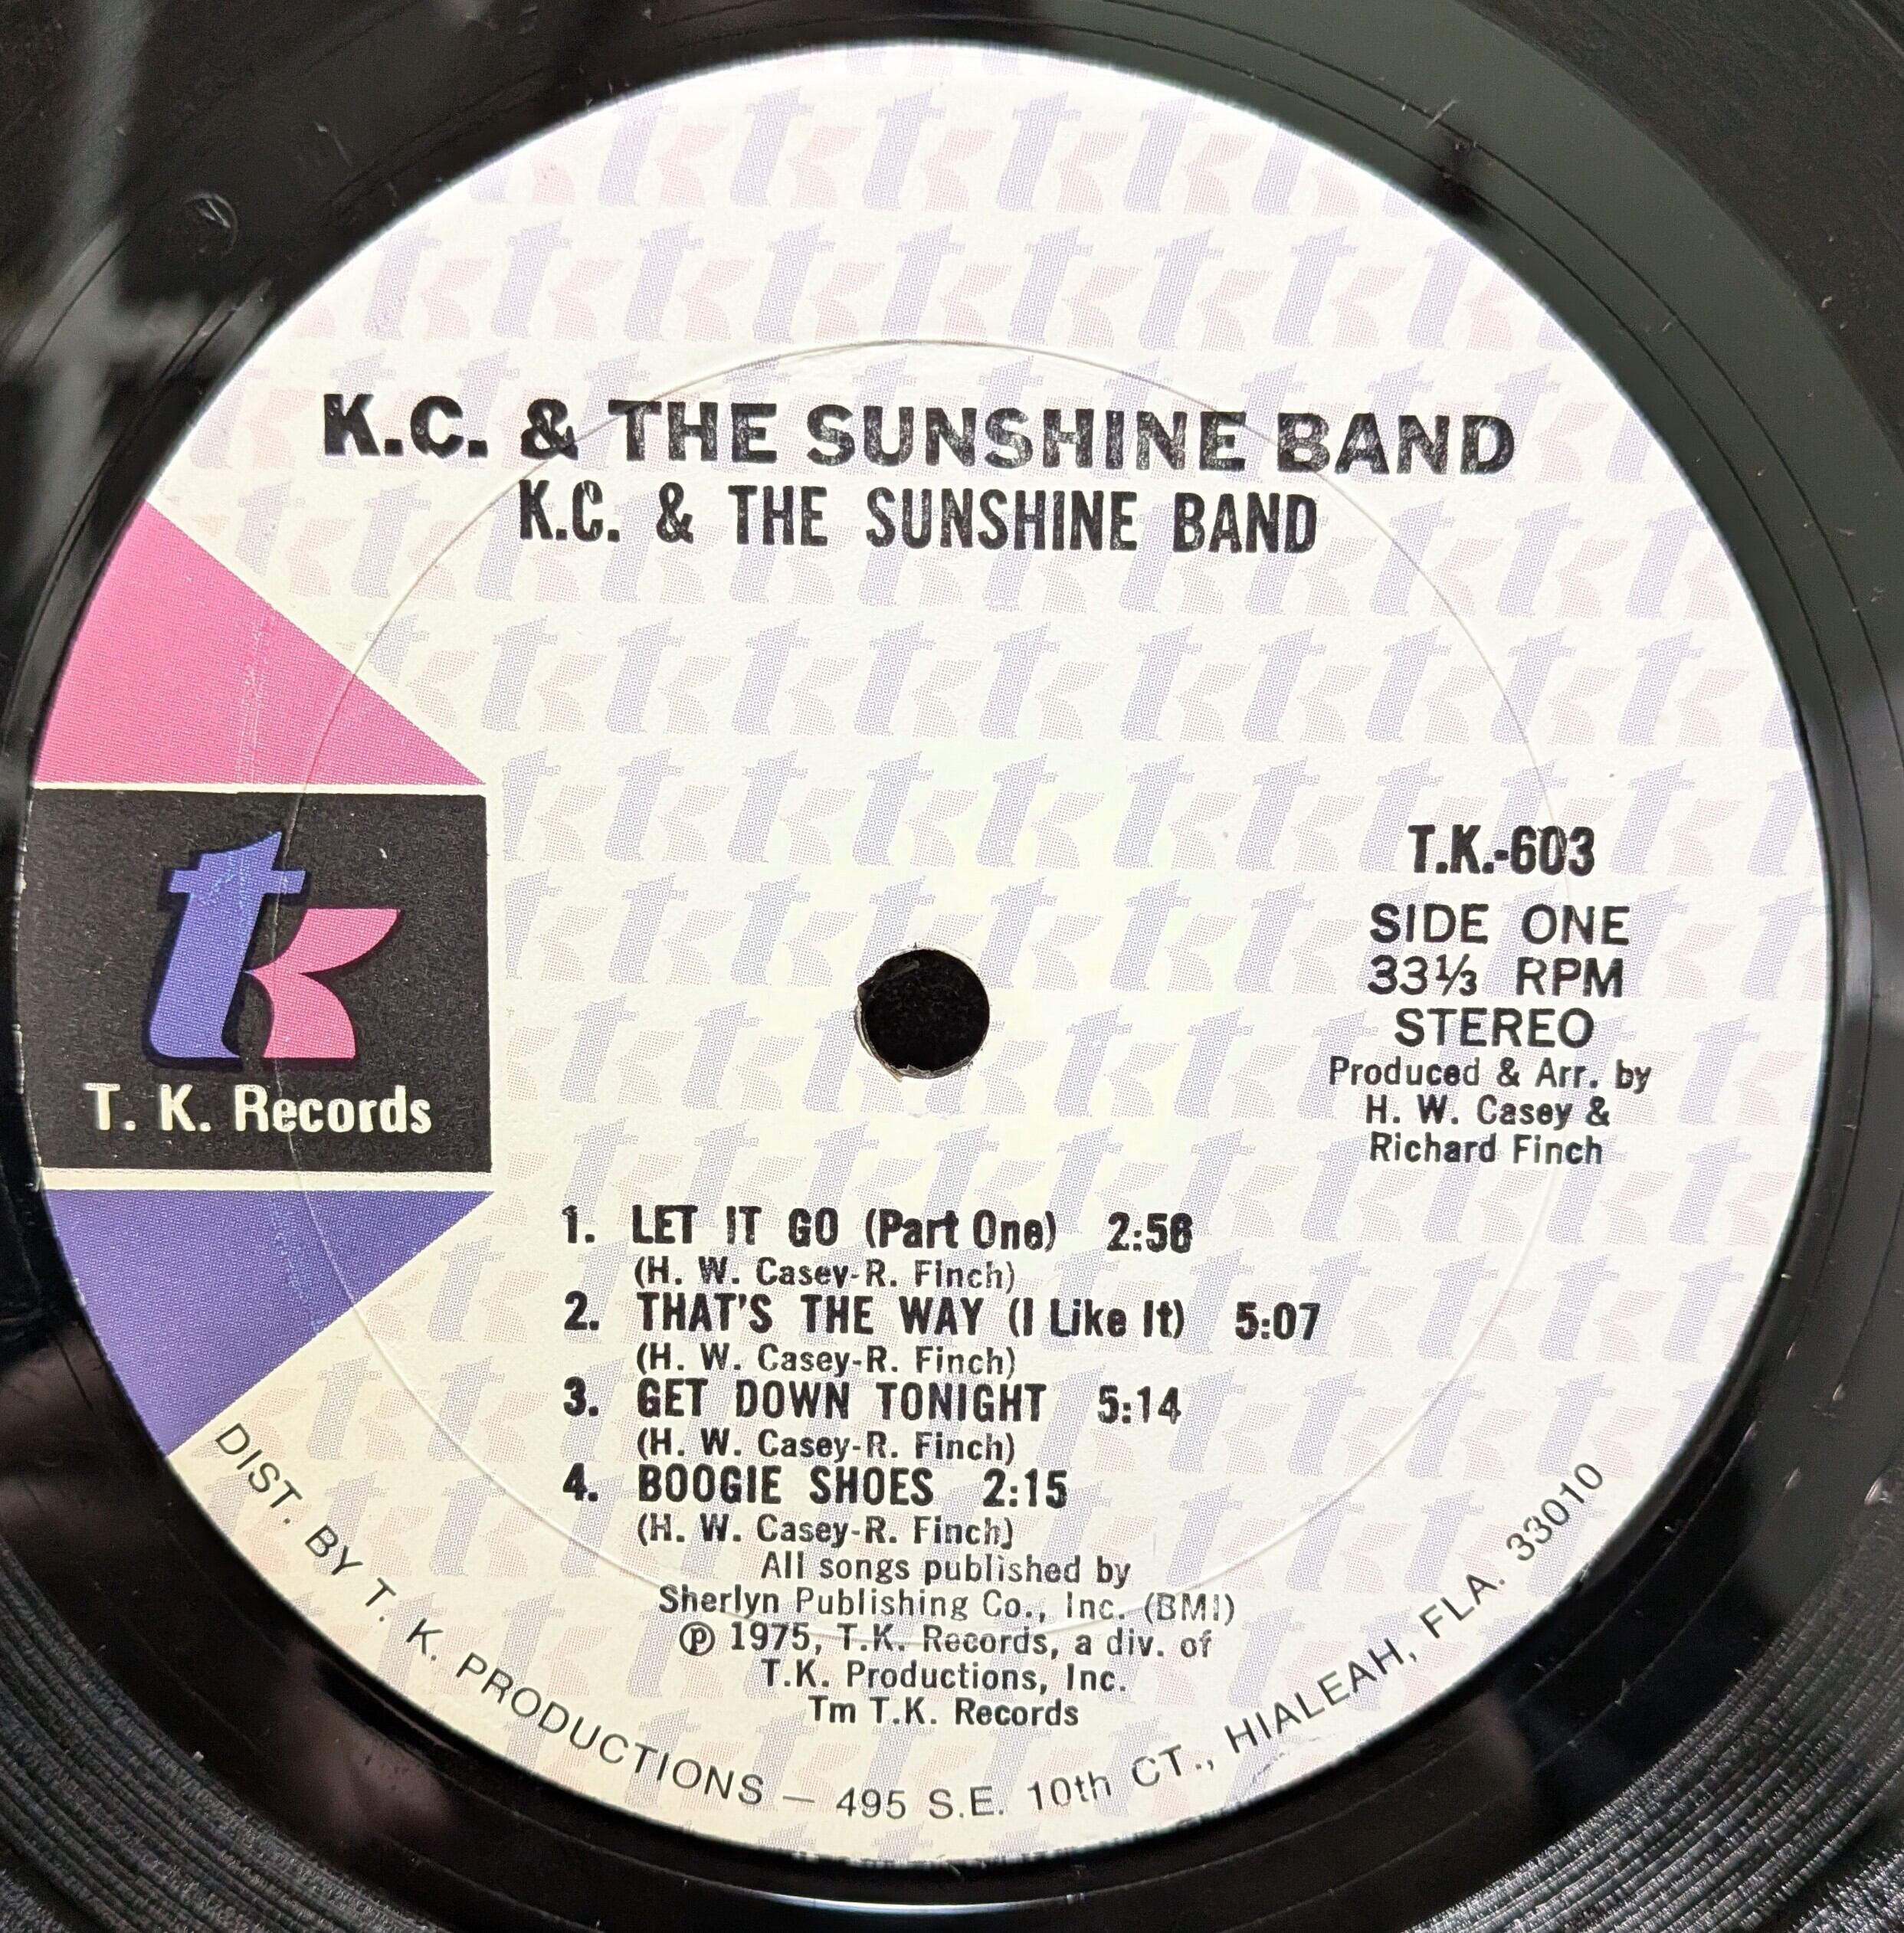 K.C. & THE SUNSHINE BAND
K.C. & THE SUNSHINE BAND
tk
T. K. Records
T.K.-603
SIDE ONE
33⅓ RPM
STEREO
Produced & Arr. by
H. W. Casey &
Richard Finch
1. LET IT GO (Part One) 2:56
(H. W. Casey-R. Finch)
2. THAT'S THE WAY (I Like It) 5:07
(H. W. Casey-R. Finch)
3. GET DOWN TONIGHT 5:14
(H. W. Casey-R. Finch)
4. BOOGIE SHOES 2:15
(H. W. Casey-R. Finch)
All songs published by
Sherlyn Publishing Co., Inc. (BMI)
℗ 1975, T.K. Records, a div. of
T.K. Productions, Inc.
Tm T.K. Records
DIST. BY T. K. PRODUCTIONS — 495 S.E. 10th CT., HIALEAH, FLA. 33010